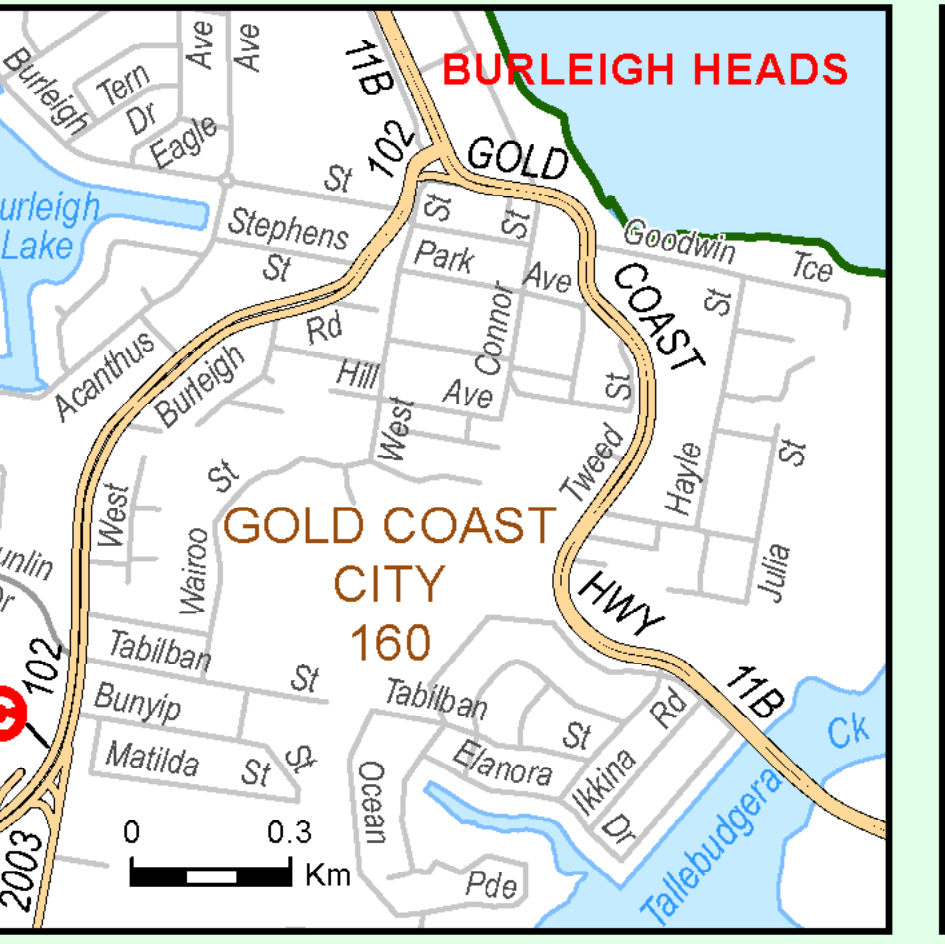 Ave
Ave
11B
BURLEIGH HEADS
Burleigh
Tern
Dr
Eagle
102
GOLD
St
urleigh
Lake
Stephens
St
St
St
Goodwin
Tce
Park
Ave
COAST
St
Connor
Rd
Acanthus
Burleigh
Hill
Ave
St
West
Tweed
Hayle
St
St
West
GOLD COAST
CITY
160
Wairoo
unlin
Dr
Julia
HWY
Tabilban
102
St
Tabilban
Bunyip
11B
Rd
Ck
C
St
Matilda
St
St
Elanora
Ikkina
Ocean
Dr
Tallebudgera
0 0.3
Km
2003
Pde